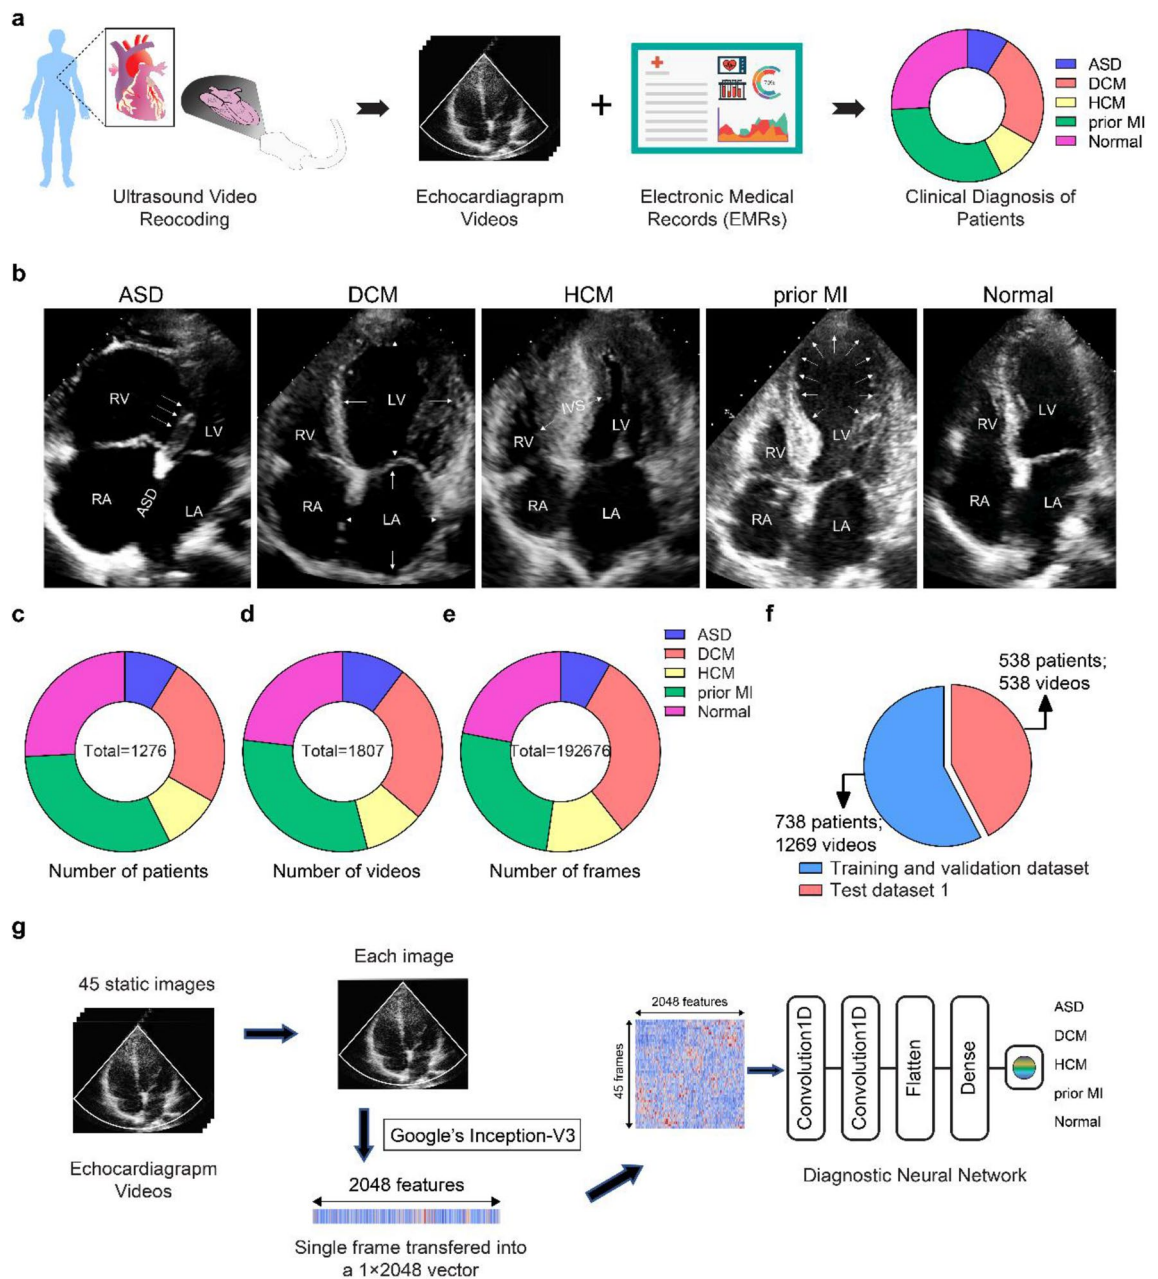 a
ASD
DCM
HCM
prior MI
Normal
Ultrasound Video
Reocoding
Echocardiagrapm
Videos
Electronic Medical
Records (EMRs)
Clinical Diagnosis of
Patients
b
ASD
DCM
HCM
prior MI
Normal
RV
LV
RA
ASD
LA
RV
LV
RA
LA
IVS
RV
LV
LA
RV
LV
RA
LA
RV
LV
RA
LA
c
d
e
f
Total=1276
Number of patients
Total=1807
Number of videos
Total=192676
Number of frames
ASD
DCM
HCM
prior MI
Normal
538 patients;
538 videos
738 patients;
1269 videos
Training and validation dataset
Test dataset 1
g
45 static images
Echocardiagrapm
Videos
Each image
Google's Inception-V3
2048 features
Single frame transfered into
a 1×2048 vector
2048 features
45 frames
Convolution1D
Convolution1D
Flatten
Dense
ASD
DCM
HCM
prior MI
Normal
Diagnostic Neural Network